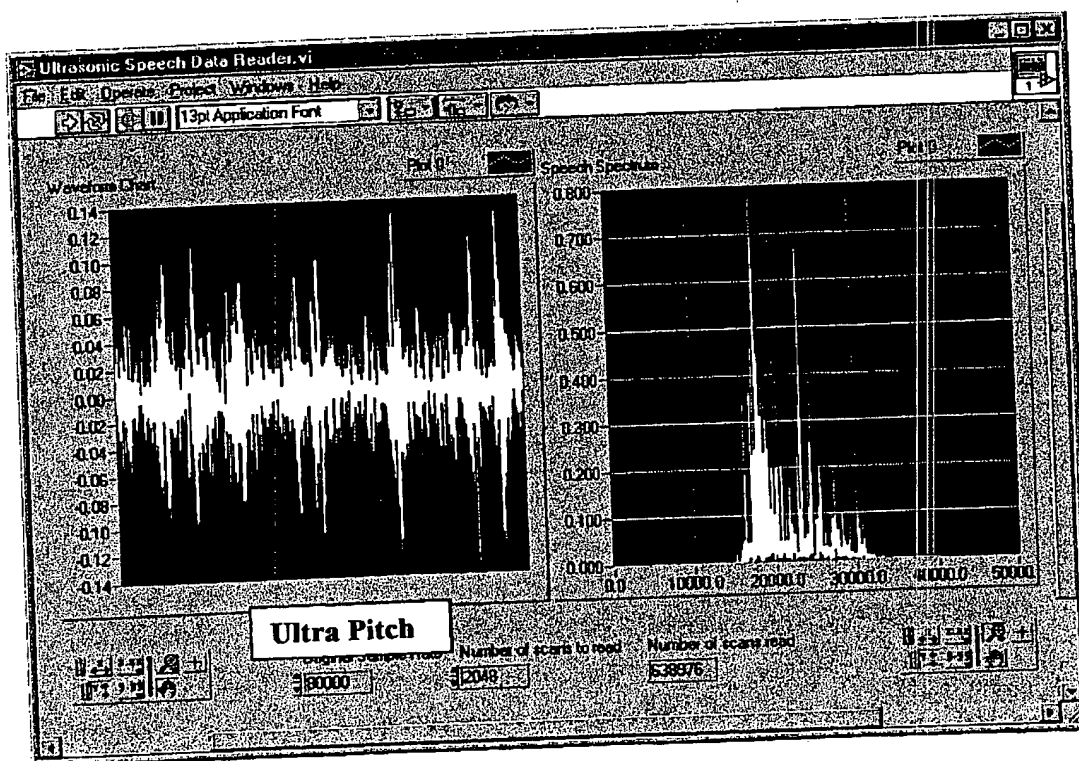 Ultrasonic Speech Data Reader.vi
File Edit Operate Project Windows Help
13pt Application Font
1
Plot 0
Waveform Chart
0.14
0.12
0.10
0.08
0.06
0.04
0.02
0.00
-0.02
-0.04
-0.06
-0.08
-0.10
-0.12
-0.14
Plot 0
Speech Spectrum
0.800
0.700
0.600
0.500
0.400
0.300
0.200
0.100
0.000
0.0 10000.0 20000.0 30000.0 40000.0 50000.
Ultra Pitch
80000
Number of scans to read
2048
Number of scans read
638976